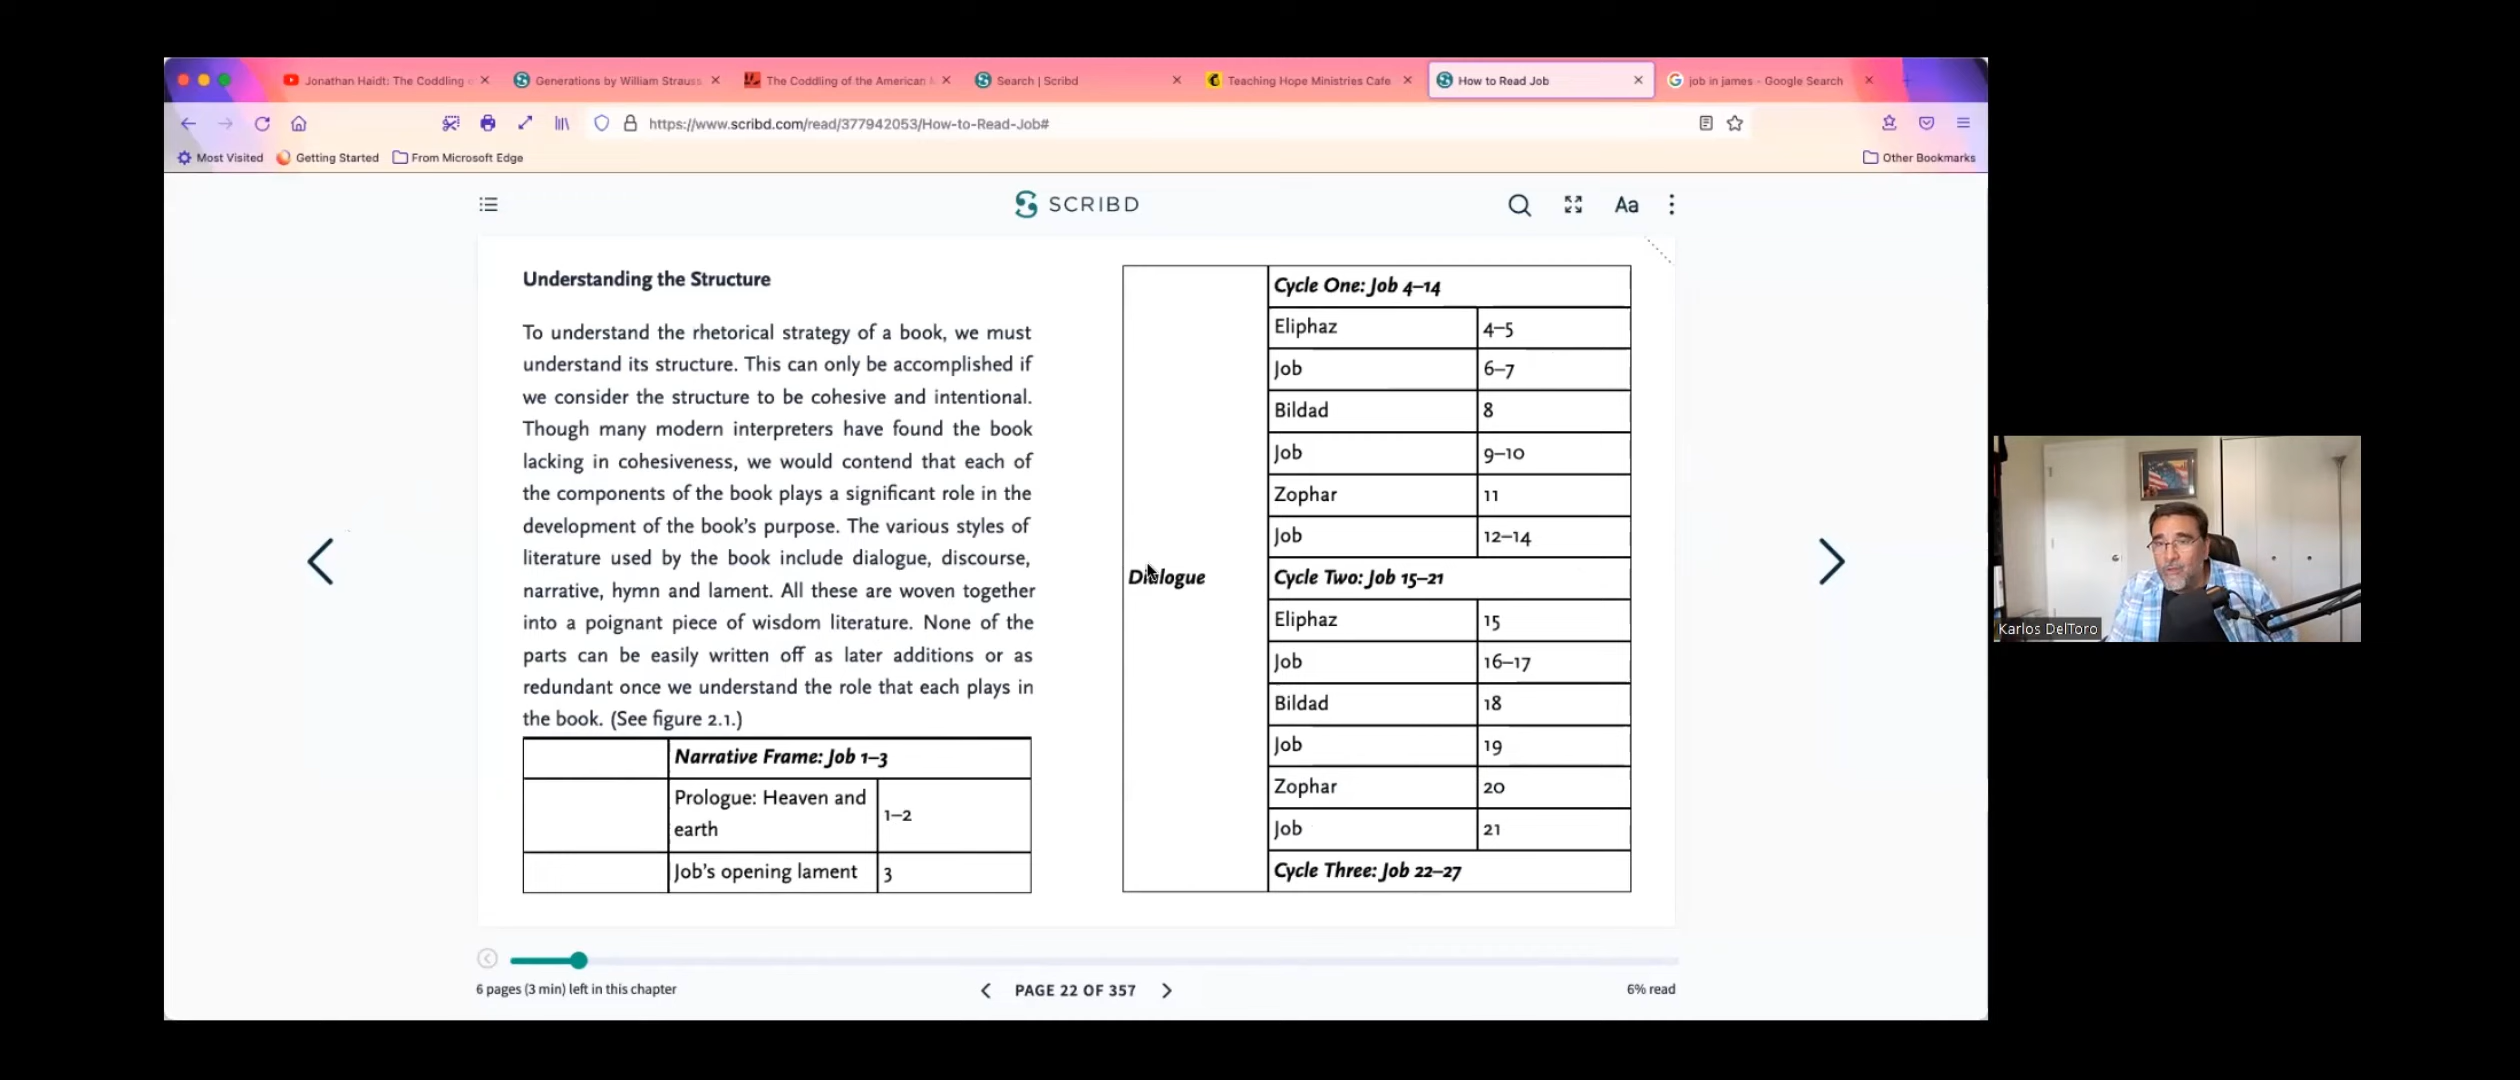 Jonathan Haidt: The Coddling
Generations by William Strauss
The Coddling of the American
Search | Scribd
Teaching Hope Ministries Cafe
How to Read Job
job in james - Google Search
https://www.scribd.com/read/377942053/How-to-Read-Job#
Most Visited
Getting Started
From Microsoft Edge
Other Bookmarks
SCRIBD
Aa
Understanding the Structure
To understand the rhetorical strategy of a book, we must
understand its structure. This can only be accomplished if
we consider the structure to be cohesive and intentional.
Though many modern interpreters have found the book
lacking in cohesiveness, we would contend that each of
the components of the book plays a significant role in the
development of the book's purpose. The various styles of
literature used by the book include dialogue, discourse,
narrative, hymn and lament. All these are woven together
into a poignant piece of wisdom literature. None of the
parts can be easily written off as later additions or as
redundant once we understand the role that each plays in
the book. (See figure 2.1.)
Narrative Frame: Job 1–3
Prologue: Heaven and
earth
1–2
Job's opening lament 3
Dialogue
Cycle One: Job 4–14
Eliphaz 4–5
Job 6–7
Bildad 8
Job 9–10
Zophar 11
Job 12–14
Cycle Two: Job 15–21
Eliphaz 15
Job 16–17
Bildad 18
Job 19
Zophar 20
Job 21
Cycle Three: Job 22–27
6 pages (3 min) left in this chapter
PAGE 22 OF 357
6% read
Karlos DelToro